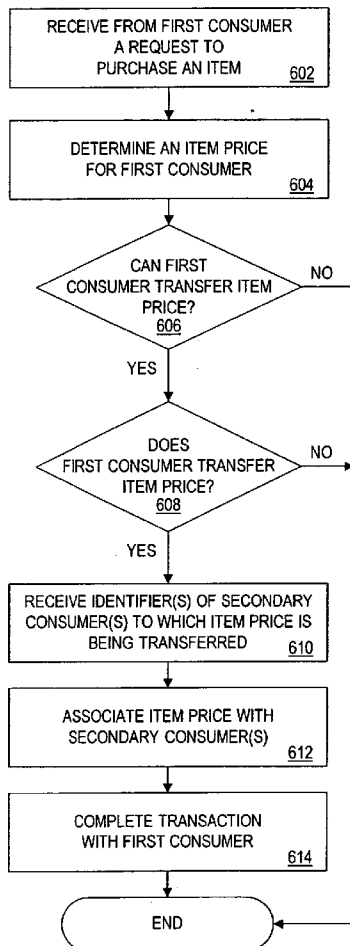 RECEIVE FROM FIRST CONSUMER
A REQUEST TO
PURCHASE AN ITEM
602
DETERMINE AN ITEM PRICE
FOR FIRST CONSUMER
604
CAN FIRST
CONSUMER TRANSFER ITEM
PRICE?
606
NO
YES
DOES
FIRST CONSUMER TRANSFER
ITEM PRICE?
608
NO
YES
RECEIVE IDENTIFIER(S) OF SECONDARY
CONSUMER(S) TO WHICH ITEM PRICE IS
BEING TRANSFERRED
610
ASSOCIATE ITEM PRICE WITH
SECONDARY CONSUMER(S)
612
COMPLETE TRANSACTION
WITH FIRST CONSUMER
614
END